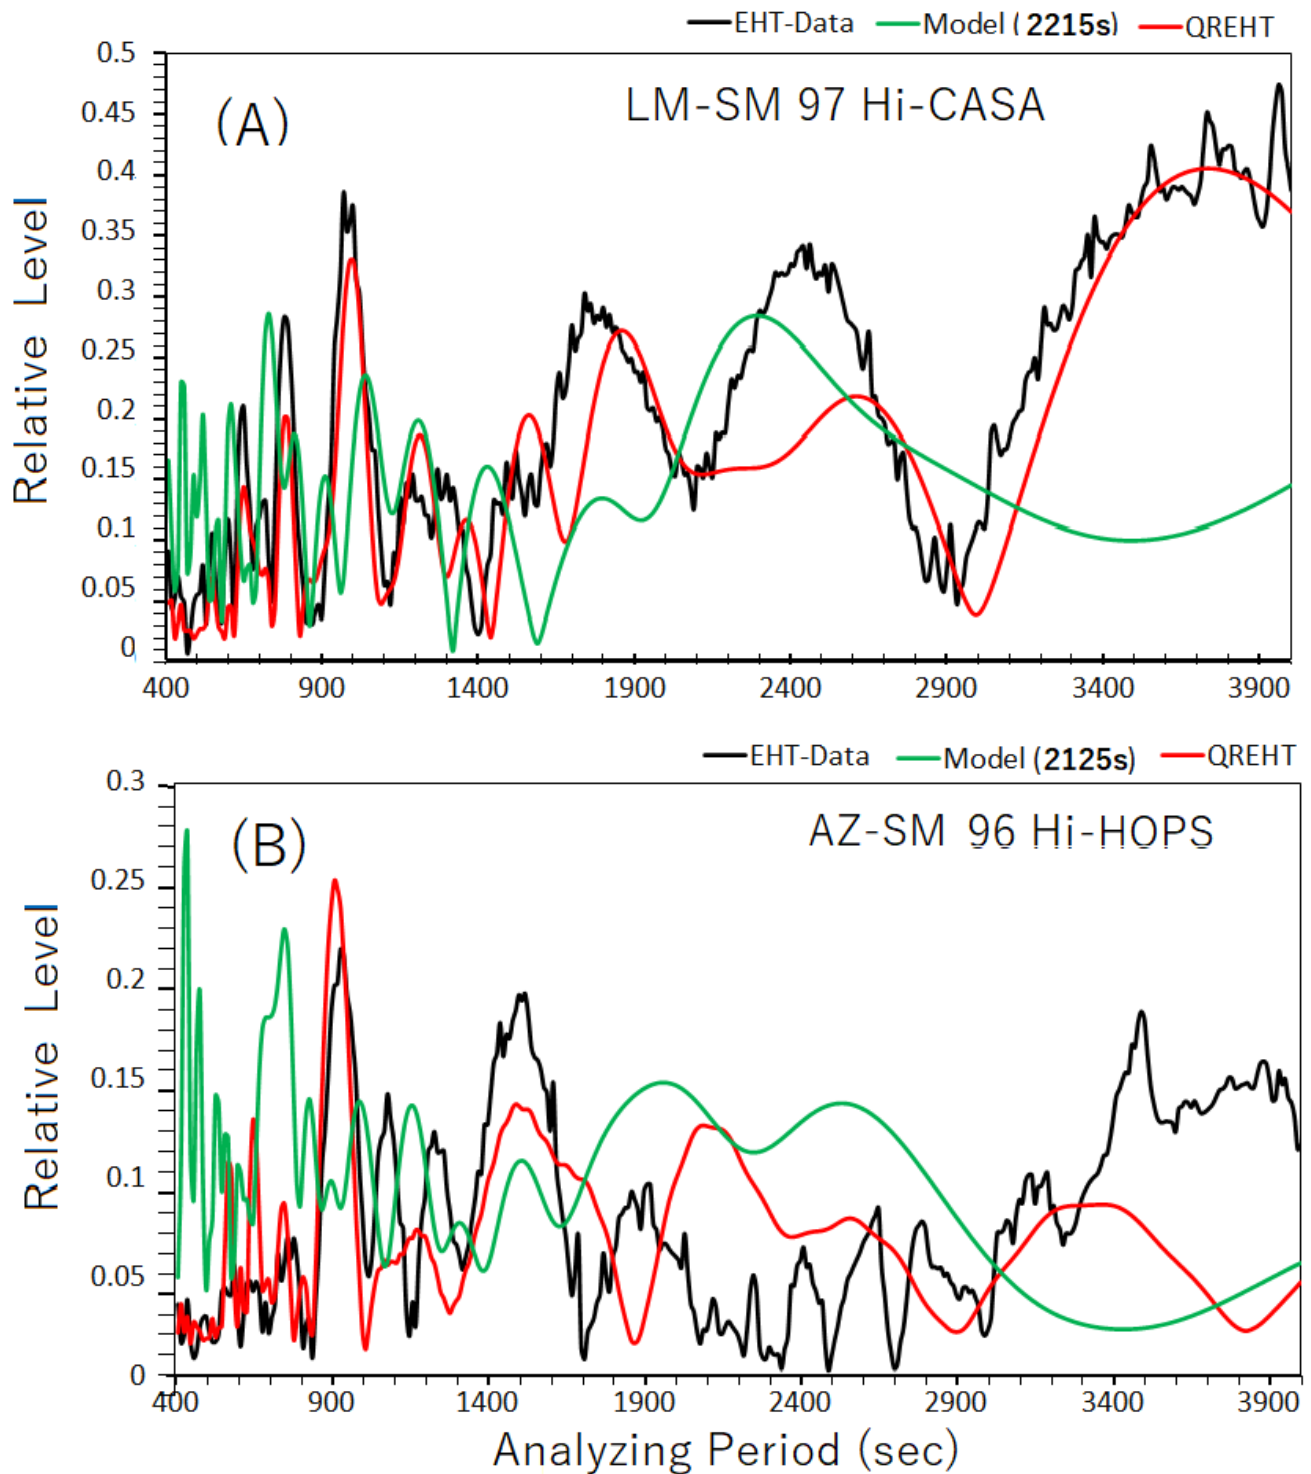 EHT-Data Model (2215s) QREHT
0.5
(A)
LM-SM 97 Hi-CASA
0.45
0.4
0.35
0.3
0.25
0.2
0.15
0.1
0.05
0
Relative Level
400 900 1400 1900 2400 2900 3400 3900
EHT-Data Model (2125s) QREHT
0.3
(B)
AZ-SM 96 Hi-HOPS
0.25
0.2
0.15
0.1
0.05
0
Relative Level
400 900 1400 1900 2400 2900 3400 3900
Analyzing Period (sec)